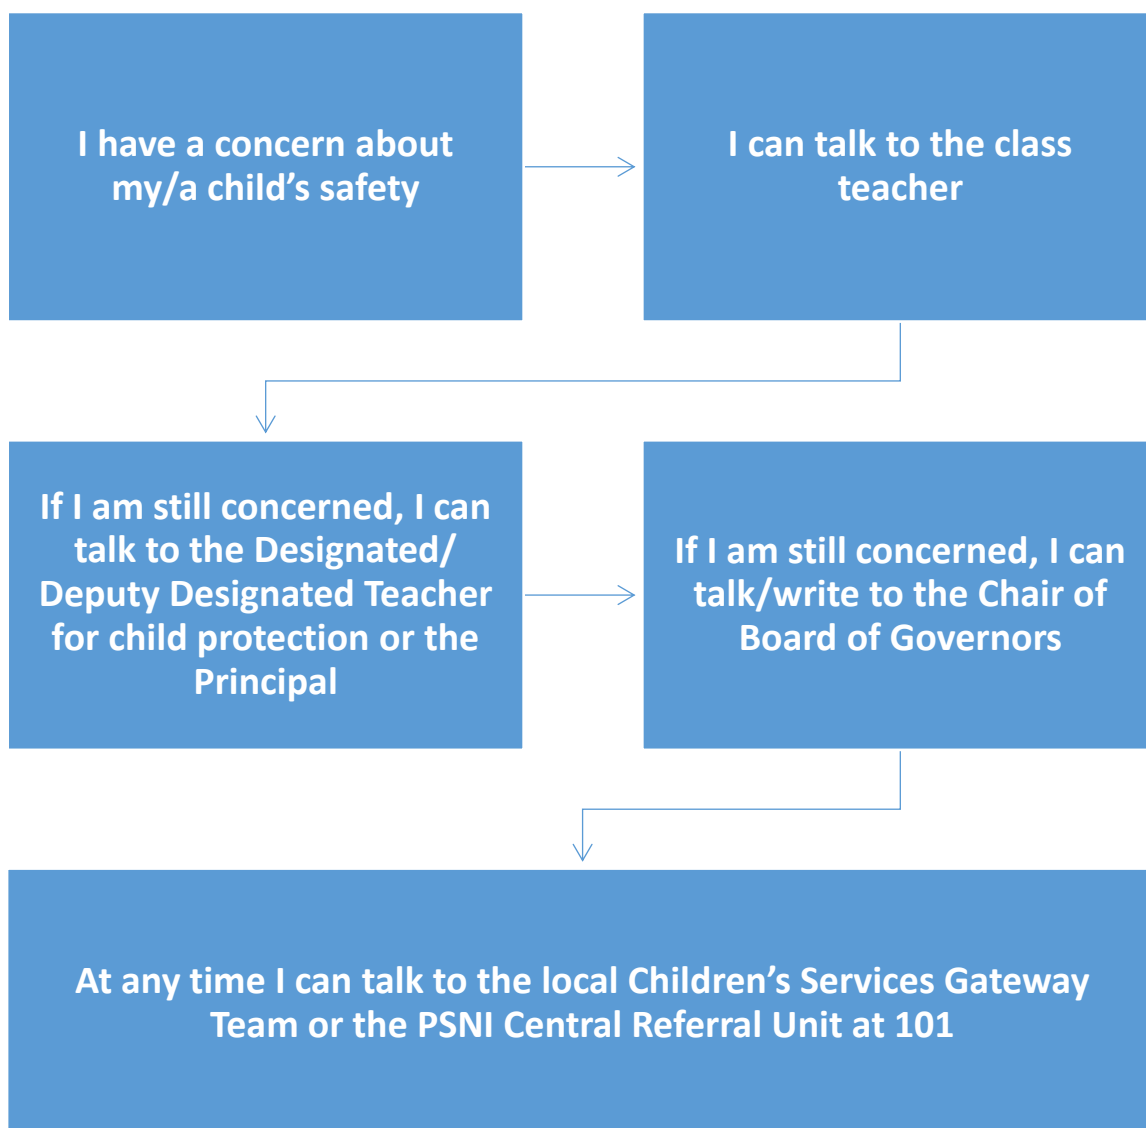 I have a concern about
my/a child’s safety
I can talk to the class
teacher
If I am still concerned, I can
talk to the Designated/
Deputy Designated Teacher
for child protection or the
Principal
If I am still concerned, I can
talk/write to the Chair of
Board of Governors
At any time I can talk to the local Children’s Services Gateway
Team or the PSNI Central Referral Unit at 101